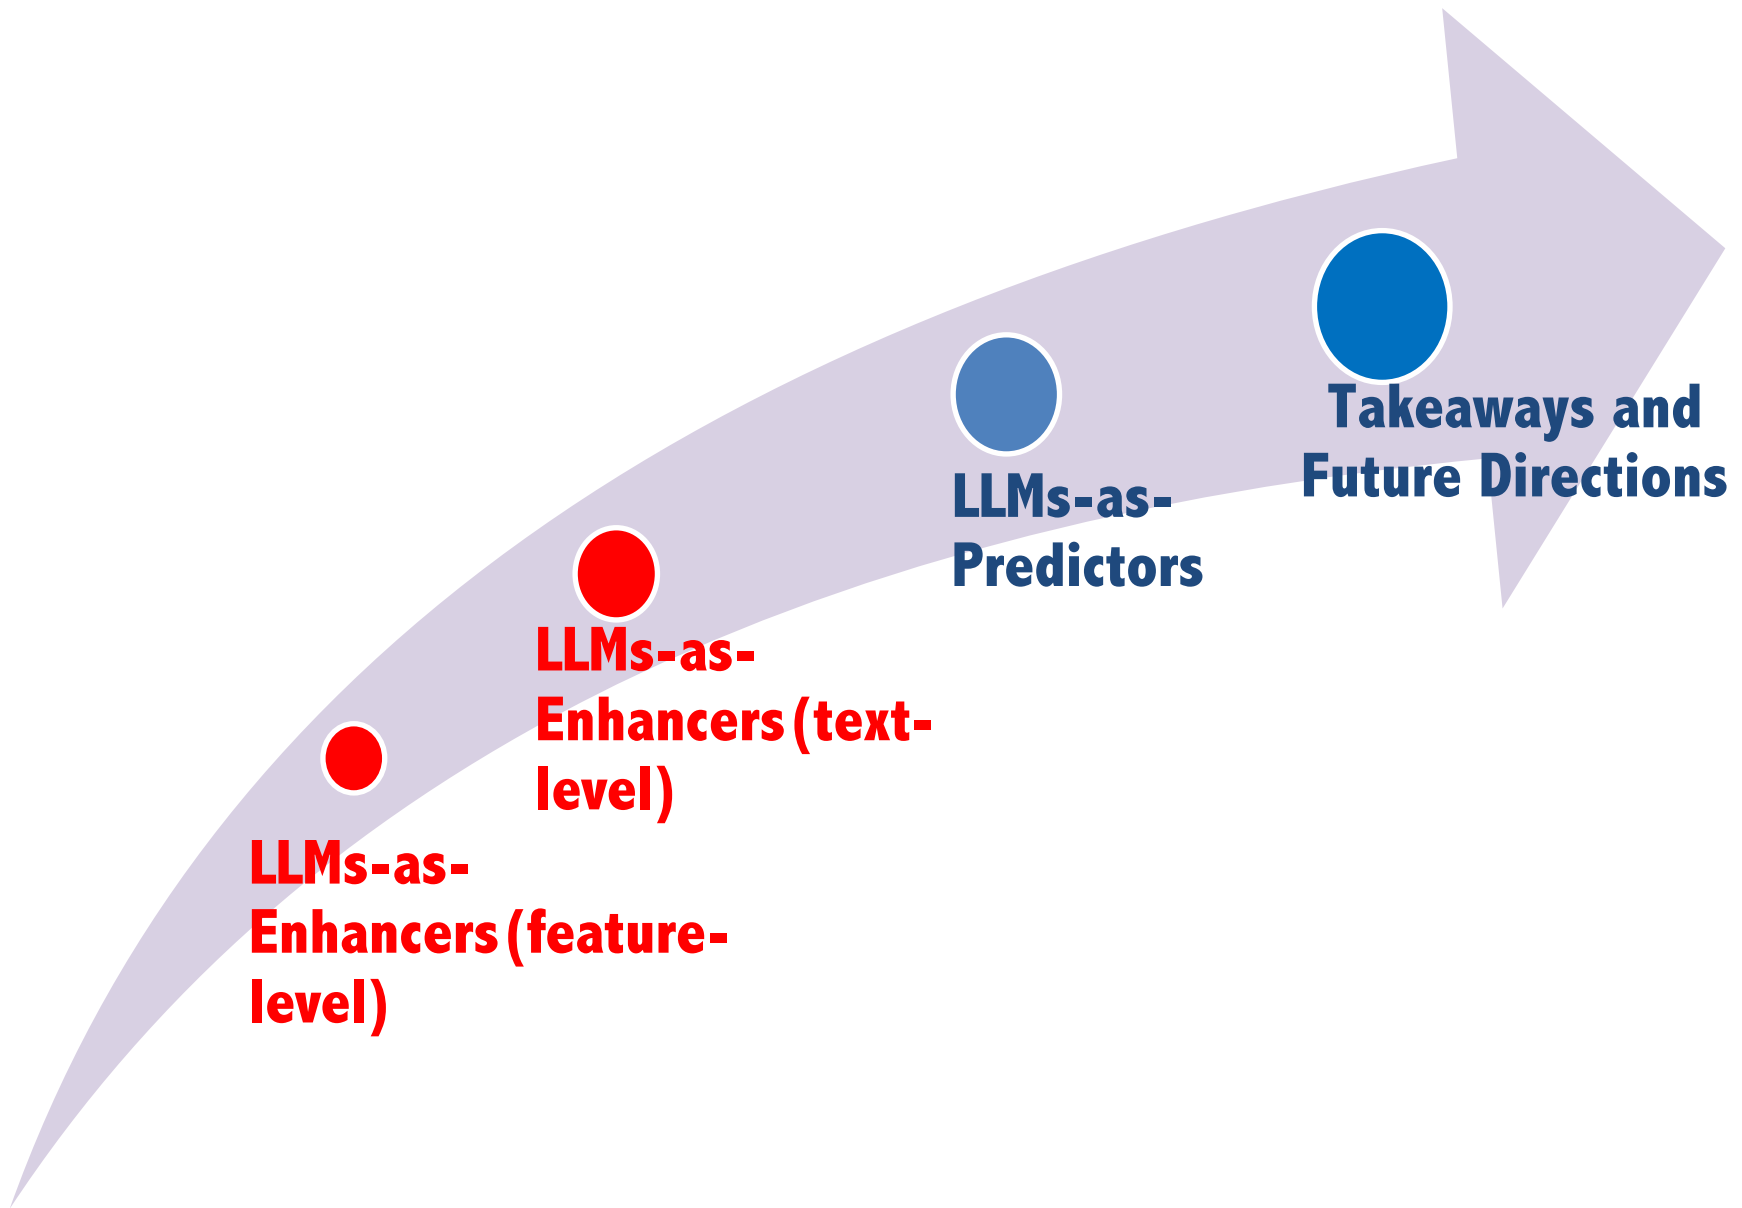 LLMs-as-
Enhancers(feature-
level)
LLMs-as-
Enhancers(text-
level)
LLMs-as-
Predictors
Takeaways and
Future Directions